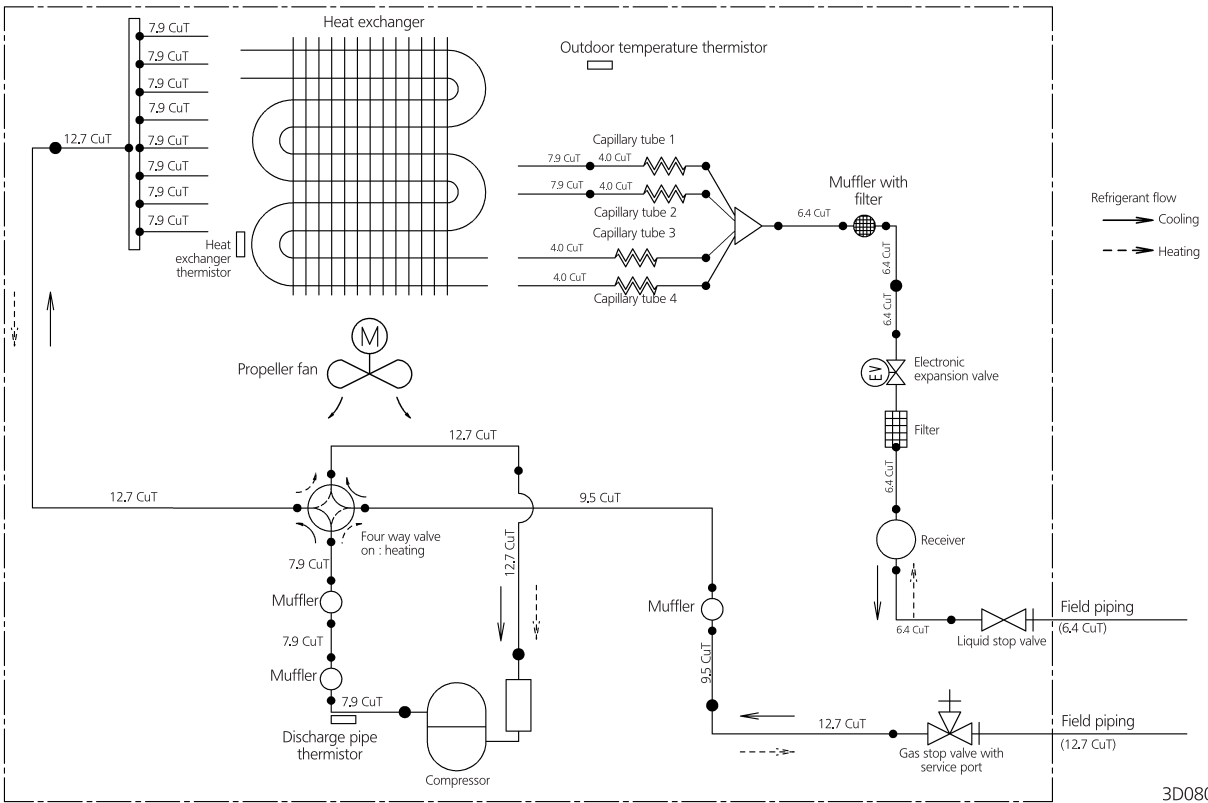 Heat exchanger
7.9 CuT
7.9 CuT
7.9 CuT
7.9 CuT
7.9 CuT
7.9 CuT
7.9 CuT
7.9 CuT
12.7 CuT
Heat
exchanger
thermistor
Outdoor temperature thermistor
Capillary tube 1
7.9 CuT
4.0 CuT
7.9 CuT
4.0 CuT
Capillary tube 2
Capillary tube 3
4.0 CuT
4.0 CuT
Capillary tube 4
6.4 CuT
Muffler with
filter
6.4 CuT
6.4 CuT
Refrigerant flow
Cooling
Heating
M
Propeller fan
EV
Electronic
expansion valve
Filter
6.4 CuT
Receiver
6.4 CuT
Liquid stop valve
Field piping
(6.4 CuT)
12.7 CuT
12.7 CuT
9.5 CuT
Four way valve
on : heating
7.9 CuT
12.7 CuT
Muffler
7.9 CuT
Muffler
7.9 CuT
Discharge pipe
thermistor
Compressor
Muffler
9.5 CuT
12.7 CuT
Gas stop valve with
service port
Field piping
(12.7 CuT)
3D080